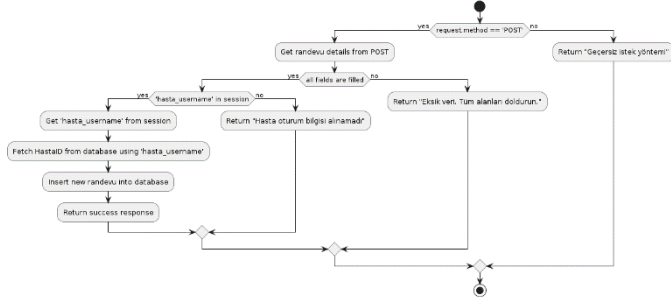 yes
request.method == 'POST'
no
Get randevu details from POST
Return "Geçersiz istek yöntemi"
yes
all fields are filled
no
yes
'hasta_username' in session
no
Return "Eksik veri. Tüm alanları doldurun."
Get 'hasta_username' from session
Return "Hasta oturum bilgisi alınamadı"
Fetch HastaID from database using 'hasta_username'
Insert new randevu into database
Return success response